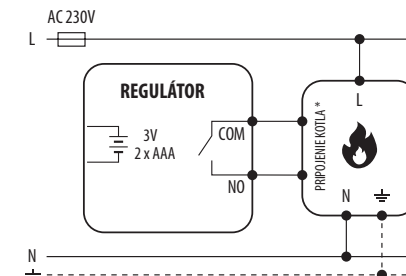 AC 230V
L
REGULÁTOR
3V
2 x AAA
COM
NO
PRIPOJENIE KOTLA *
L
N
N